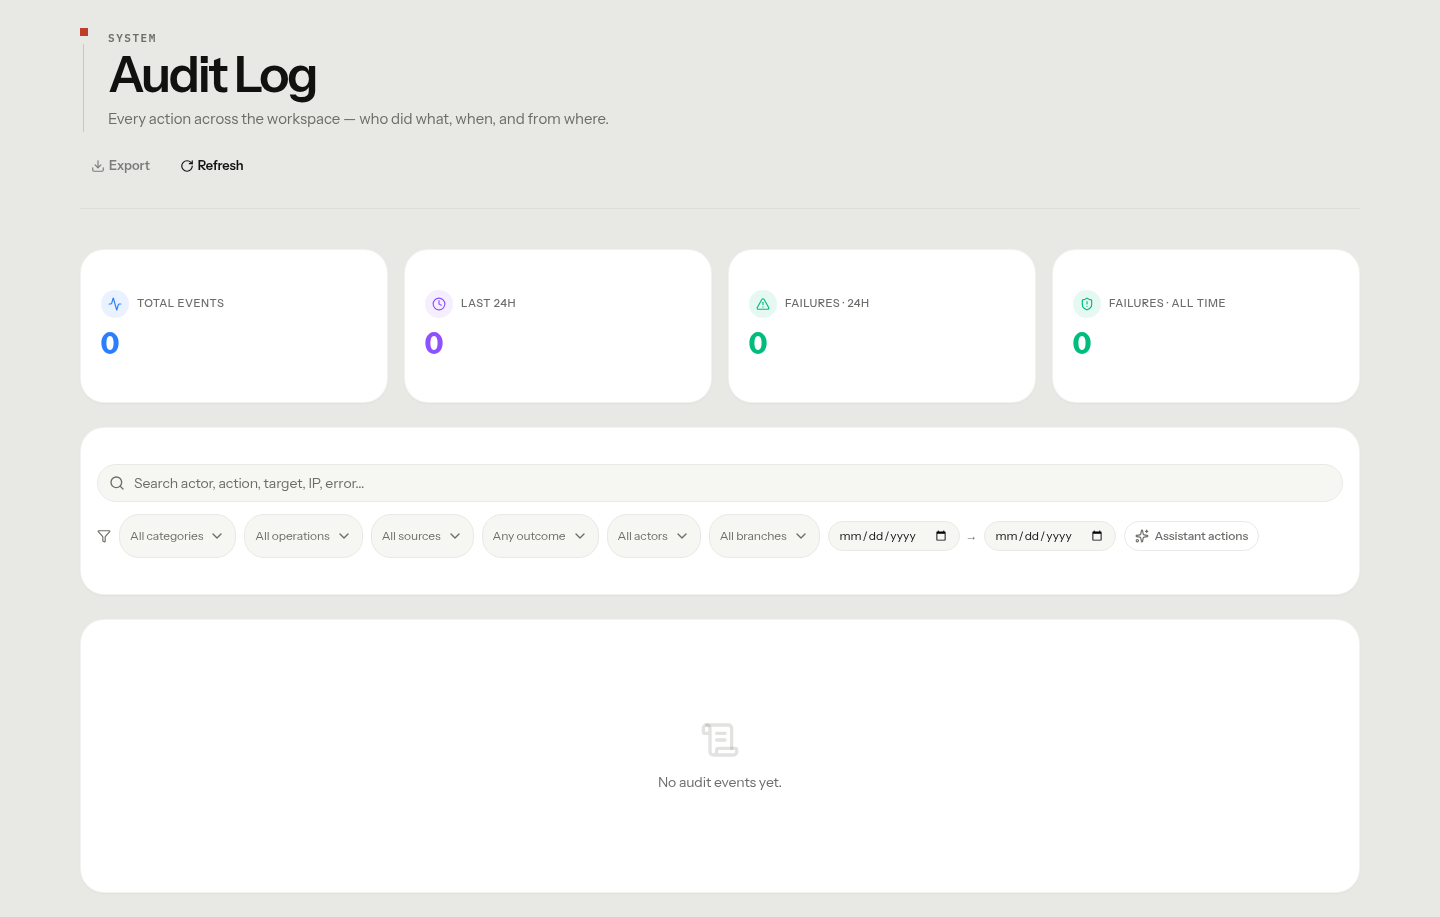 SYSTEM
Audit Log
Every action across the workspace — who did what, when, and from where.
Export Refresh
TOTAL EVENTS
0
LAST 24H
0
FAILURES · 24H
0
FAILURES · ALL TIME
0
Search actor, action, target, IP, error...
All categories All operations All sources Any outcome All actors All branches mm/dd/yyyy → mm/dd/yyyy Assistant actions
No audit events yet.